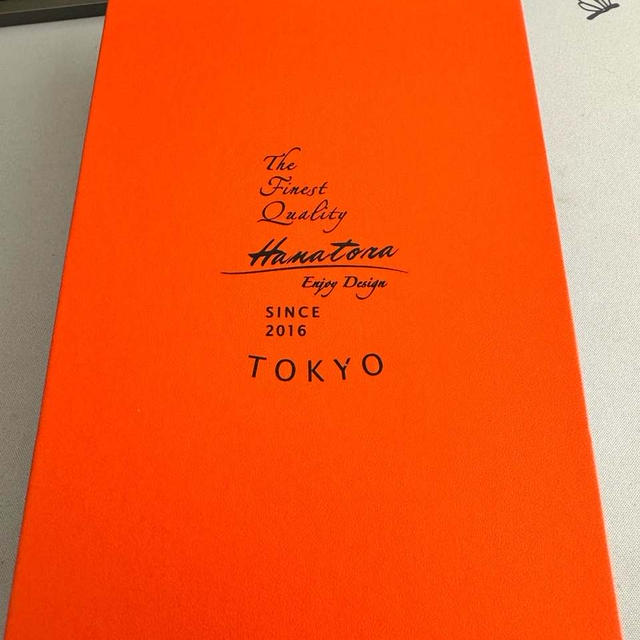 The
Finest
Quality
Hanatora
Enjoy Design
SINCE
2016
TOKYO